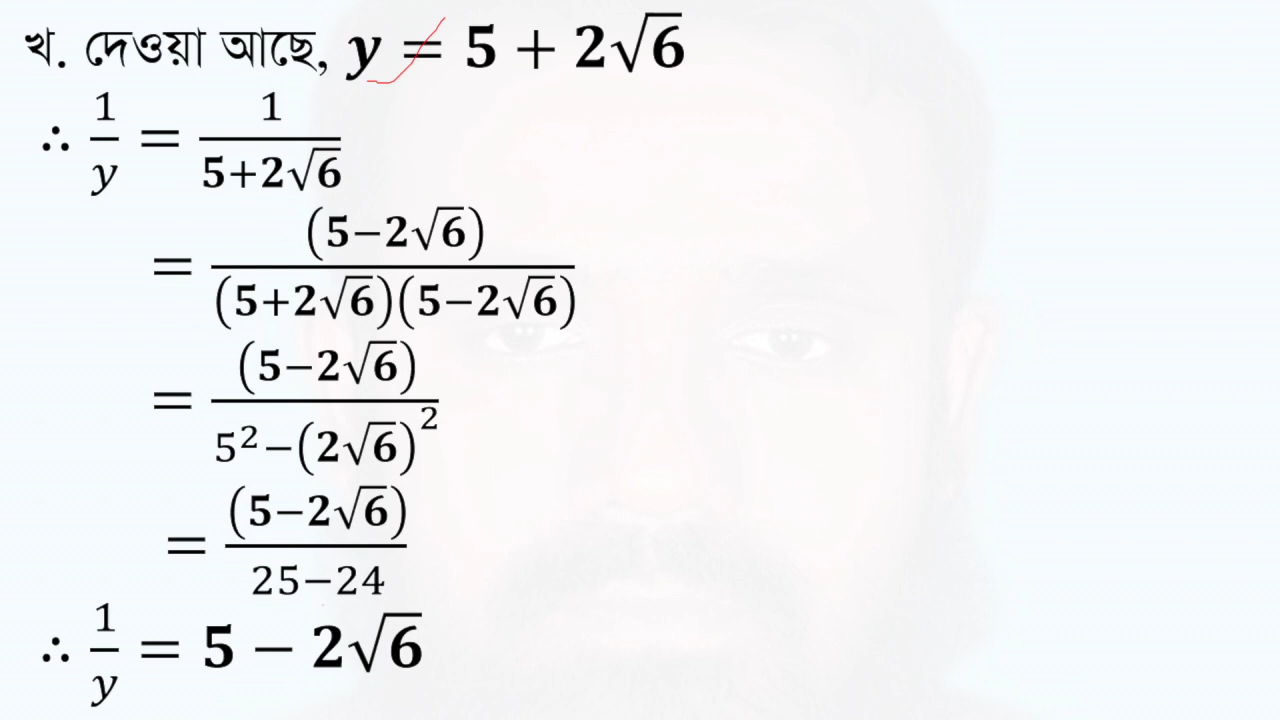 খ. দেওয়া আছে, y = 5 + 2√6
∴ 1/y = 1/(5+2√6)
= (5−2√6)/((5+2√6)(5−2√6))
= (5−2√6)/(5²−(2√6)²)
= (5−2√6)/(25−24)
∴ 1/y = 5 − 2√6